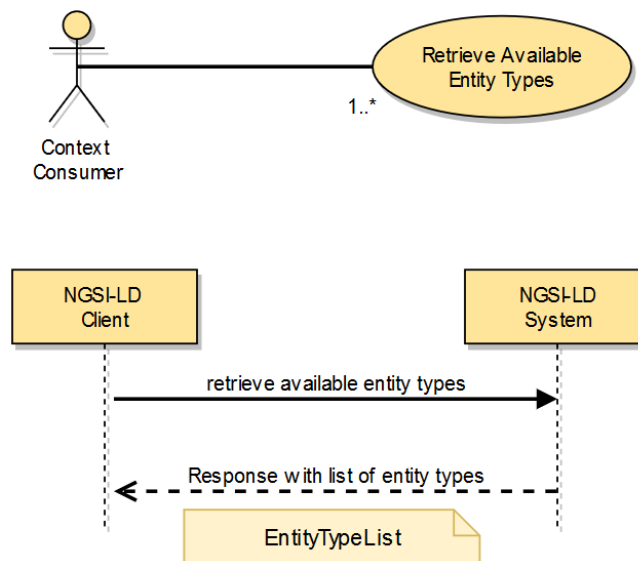 Retrieve Available
Entity Types
1..*
Context
Consumer
NGSI-LD
Client
NGSI-LD
System
retrieve available entity types
Response with list of entity types
EntityTypeList